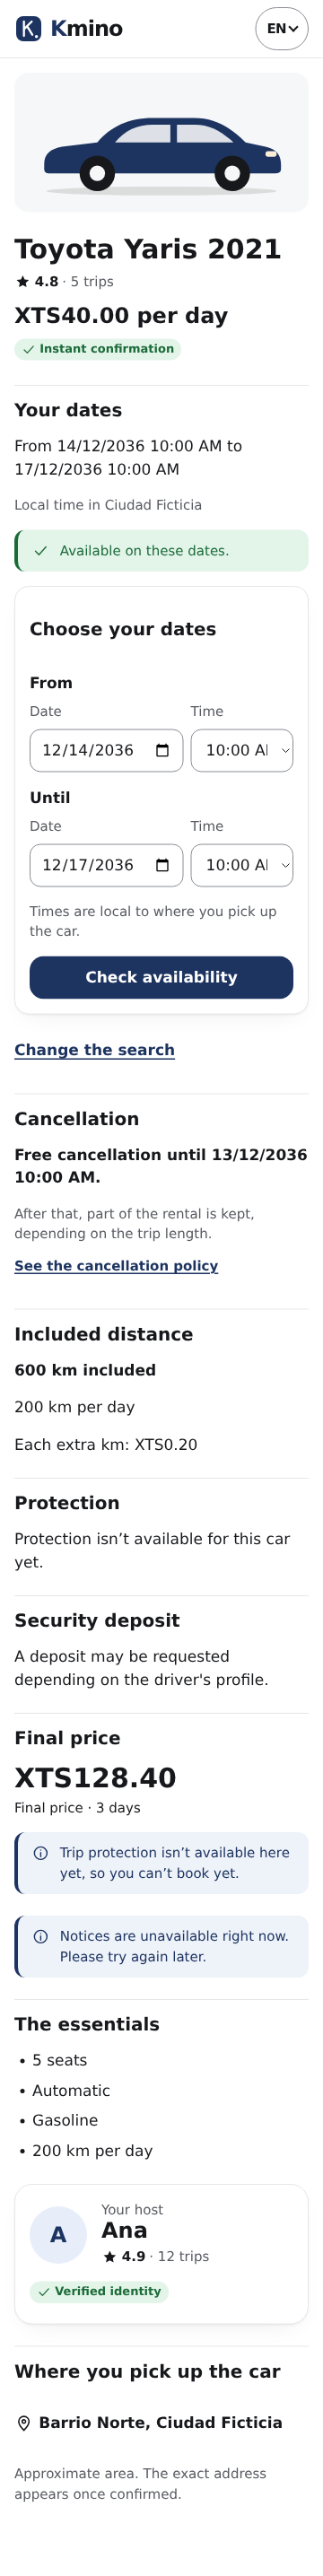 K. Kmino
EN
Toyota Yaris 2021
★ 4.8 · 5 trips
XTS40.00 per day
Instant confirmation
Your dates
From 14/12/2036 10:00 AM to
17/12/2036 10:00 AM
Local time in Ciudad Ficticia
Available on these dates.
Choose your dates
From
Date Time
12/14/2036 10:00 A
Until
Date Time
12/17/2036 10:00 A
Times are local to where you pick up
the car.
Check availability
Change the search
Cancellation
Free cancellation until 13/12/2036
10:00 AM.
After that, part of the rental is kept,
depending on the trip length.
See the cancellation policy
Included distance
600 km included
200 km per day
Each extra km: XTS0.20
Protection
Protection isn’t available for this car
yet.
Security deposit
A deposit may be requested
depending on the driver's profile.
Final price
XTS128.40
Final price · 3 days
Trip protection isn’t available here
yet, so you can’t book yet.
Notices are unavailable right now.
Please try again later.
The essentials
• 5 seats
• Automatic
• Gasoline
• 200 km per day
A
Your host
Ana
★ 4.9 · 12 trips
Verified identity
Where you pick up the car
Barrio Norte, Ciudad Ficticia
Approximate area. The exact address
appears once confirmed.